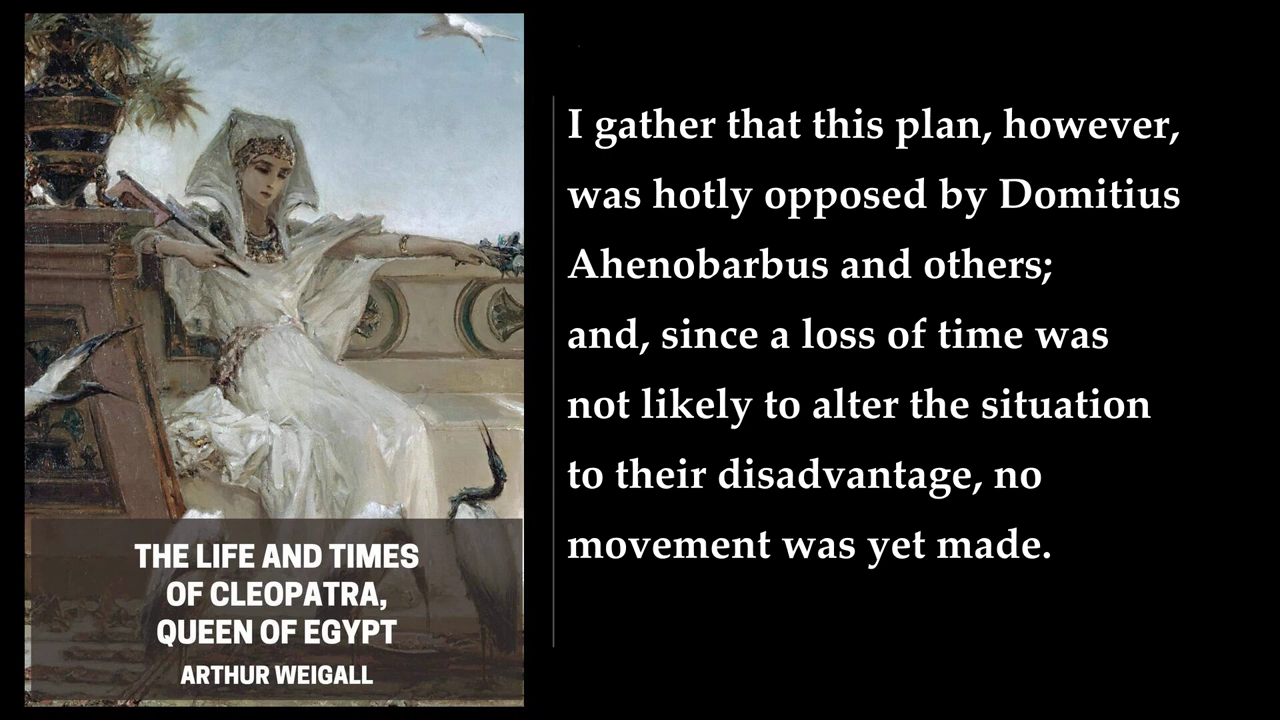 I gather that this plan, however,
was hotly opposed by Domitius
Ahenobarbus and others;
and, since a loss of time was
not likely to alter the situation
to their disadvantage, no
movement was yet made.
THE LIFE AND TIMES
OF CLEOPATRA,
QUEEN OF EGYPT
ARTHUR WEIGALL